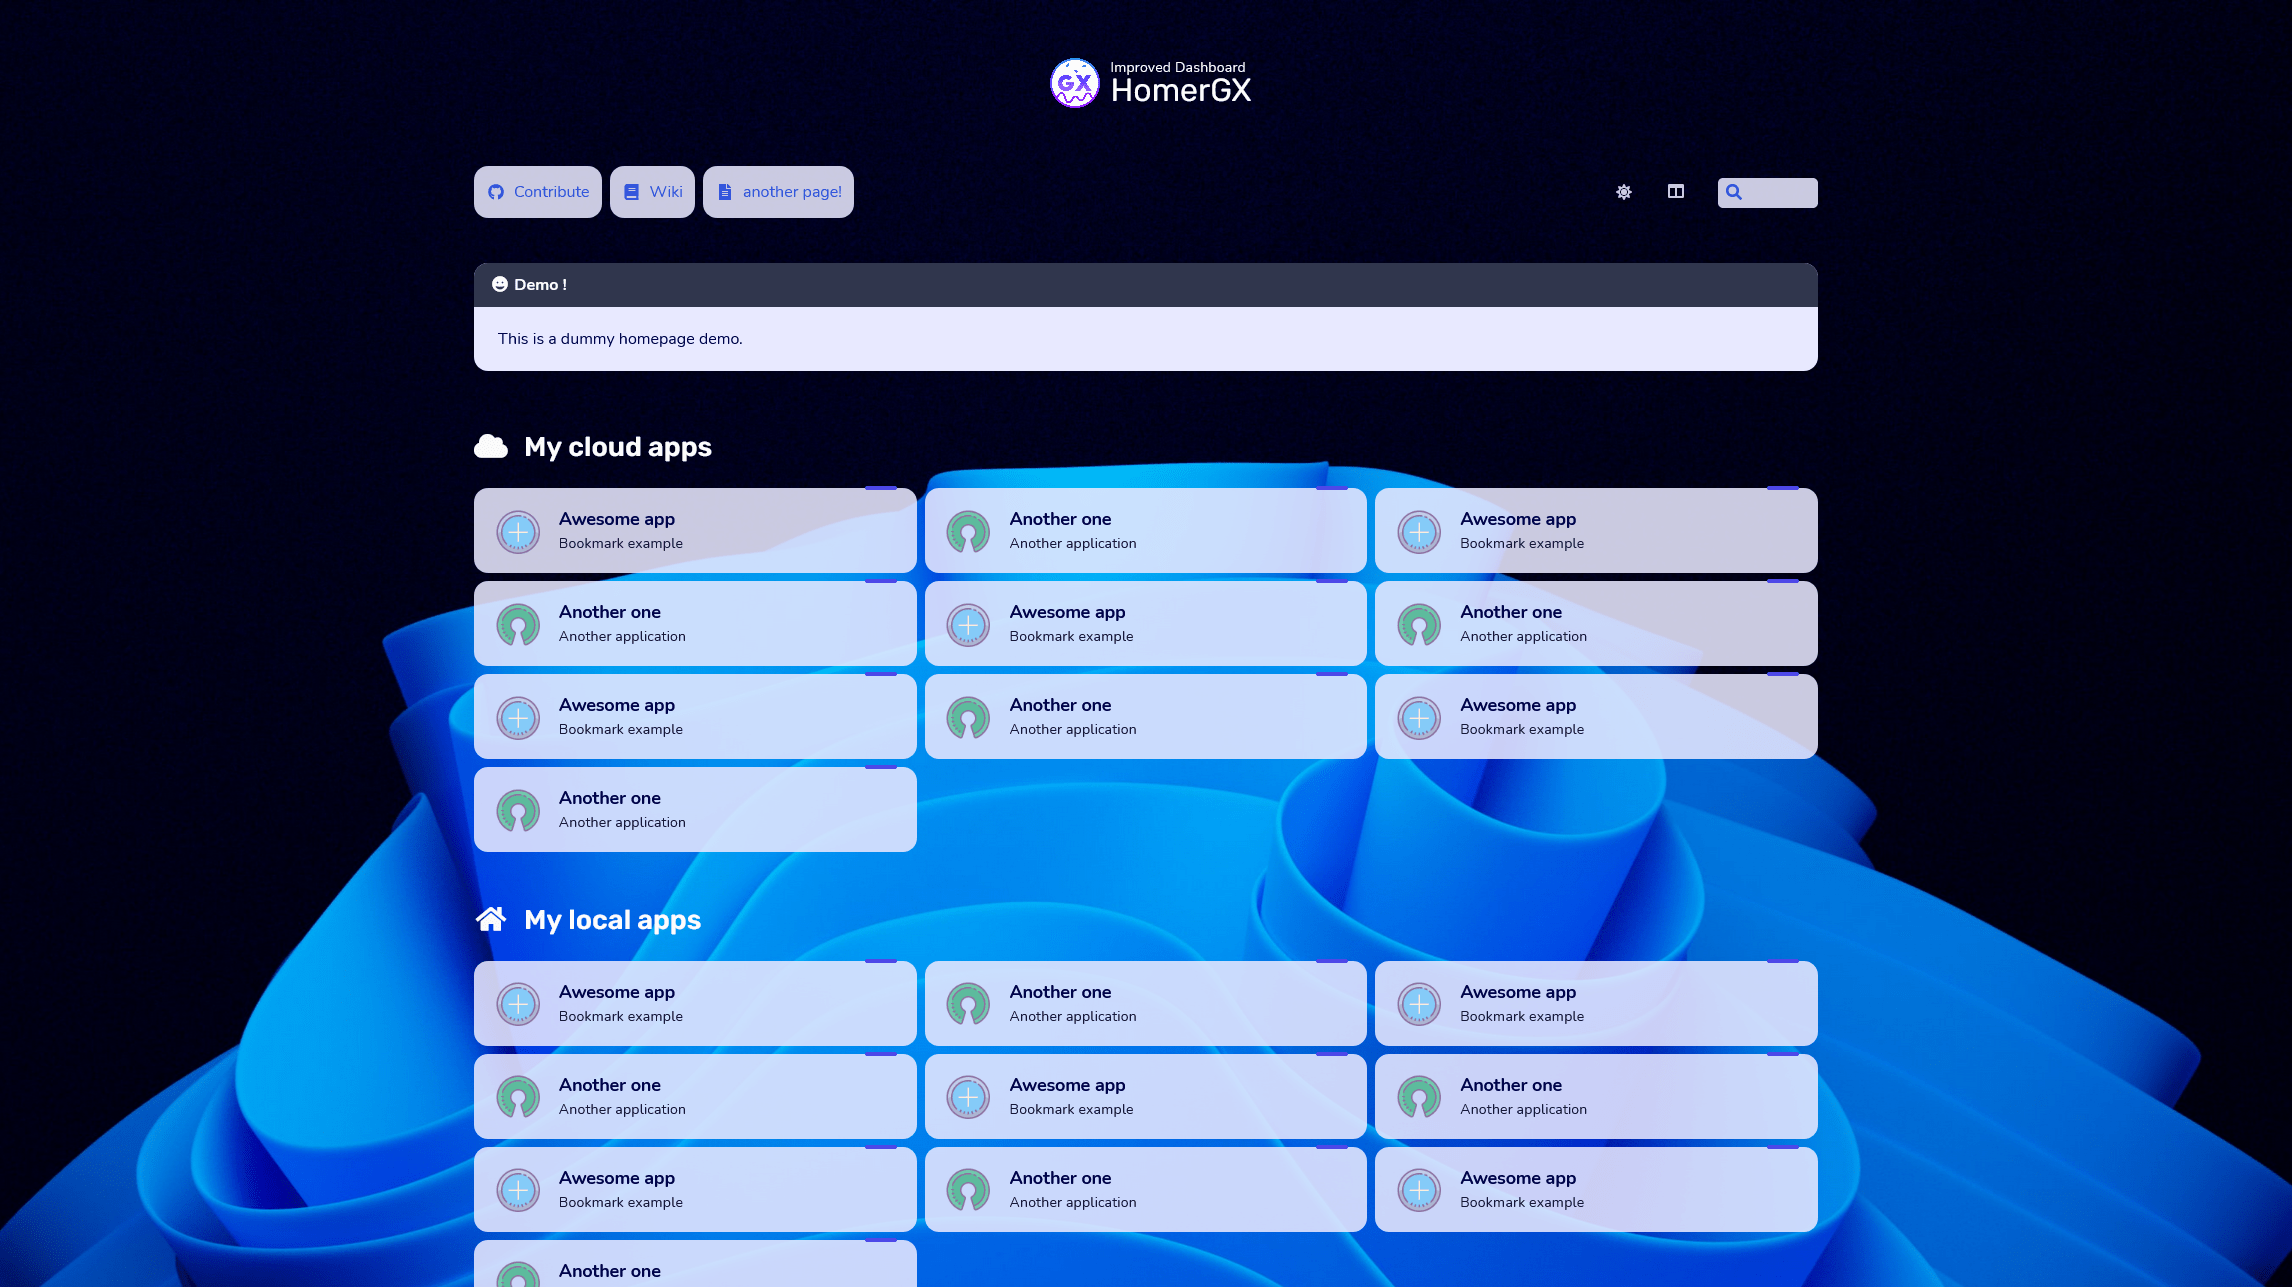 GX
Improved Dashboard
HomerGX
Contribute
Wiki
another page!
Demo !
This is a dummy homepage demo.
My cloud apps
Awesome app
Bookmark example
Another one
Another application
Awesome app
Bookmark example
Another one
Another application
Awesome app
Bookmark example
Another one
Another application
Awesome app
Bookmark example
Another one
Another application
Awesome app
Bookmark example
Another one
Another application
My local apps
Awesome app
Bookmark example
Another one
Another application
Awesome app
Bookmark example
Another one
Another application
Awesome app
Bookmark example
Another one
Another application
Awesome app
Bookmark example
Another one
Another application
Awesome app
Bookmark example
Another one